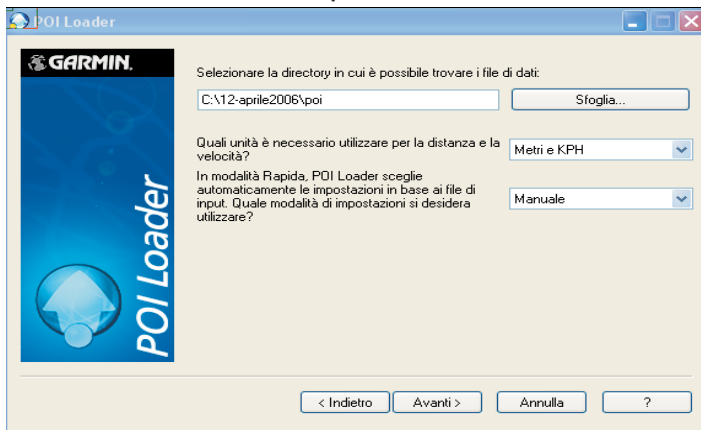 POI Loader
GARMIN.
POI Loader
Selezionare la directory in cui è possibile trovare i file di dati:
C:\12-aprile2006\poi
Sfoglia...
Quali unità è necessario utilizzare per la distanza e la
velocità?
Metri e KPH
In modalità Rapida, POI Loader sceglie
automaticamente le impostazioni in base ai file di
input. Quale modalità di impostazioni si desidera
utilizzare?
Manuale
< Indietro
Avanti >
Annulla
?